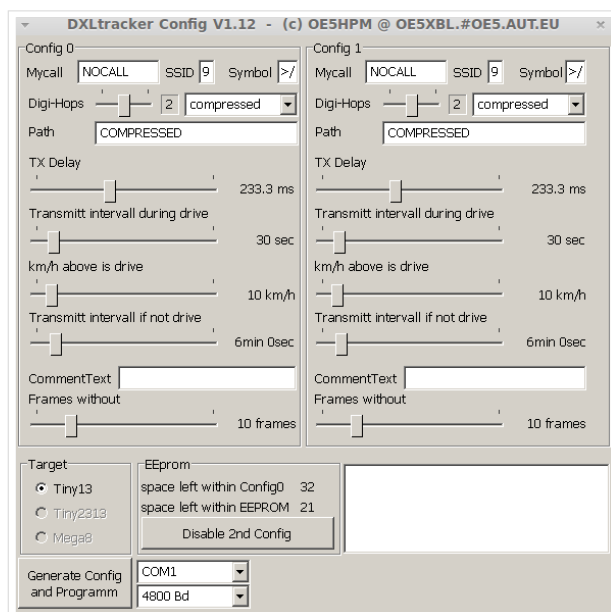 DXLtracker Config V1.12 - (c) OE5HPM @ OE5XBL.#OE5.AUT.EU
Config 0
Mycall NOCALL SSID 9 Symbol >/
Digi-Hops 2 compressed
Path COMPRESSED
TX Delay
233.3 ms
Transmitt intervall during drive
30 sec
km/h above is drive
10 km/h
Transmitt intervall if not drive
6min 0sec
CommentText
Frames without
10 frames
Config 1
Mycall NOCALL SSID 9 Symbol >/
Digi-Hops 2 compressed
Path COMPRESSED
TX Delay
233.3 ms
Transmitt intervall during drive
30 sec
km/h above is drive
10 km/h
Transmitt intervall if not drive
6min 0sec
CommentText
Frames without
10 frames
Target
Tiny13
Tiny2313
Mega8
EEprom
space left within Config0 32
space left within EEPROM 21
Disable 2nd Config
Generate Config
and Programm
COM1
4800 Bd